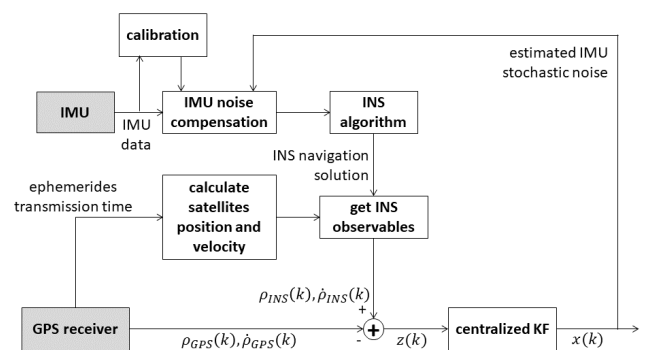 calibration
estimated IMU
stochastic noise
IMU
IMU
data
IMU noise
compensation
INS
algorithm
INS navigation
solution
ephemerides
transmission time
calculate
satellites
position and
velocity
get INS
observables
ρ_INS(k), ρ̇_INS(k)
+
GPS receiver
ρ_GPS(k), ρ̇_GPS(k)
-
+
z(k)
centralized KF
x(k)